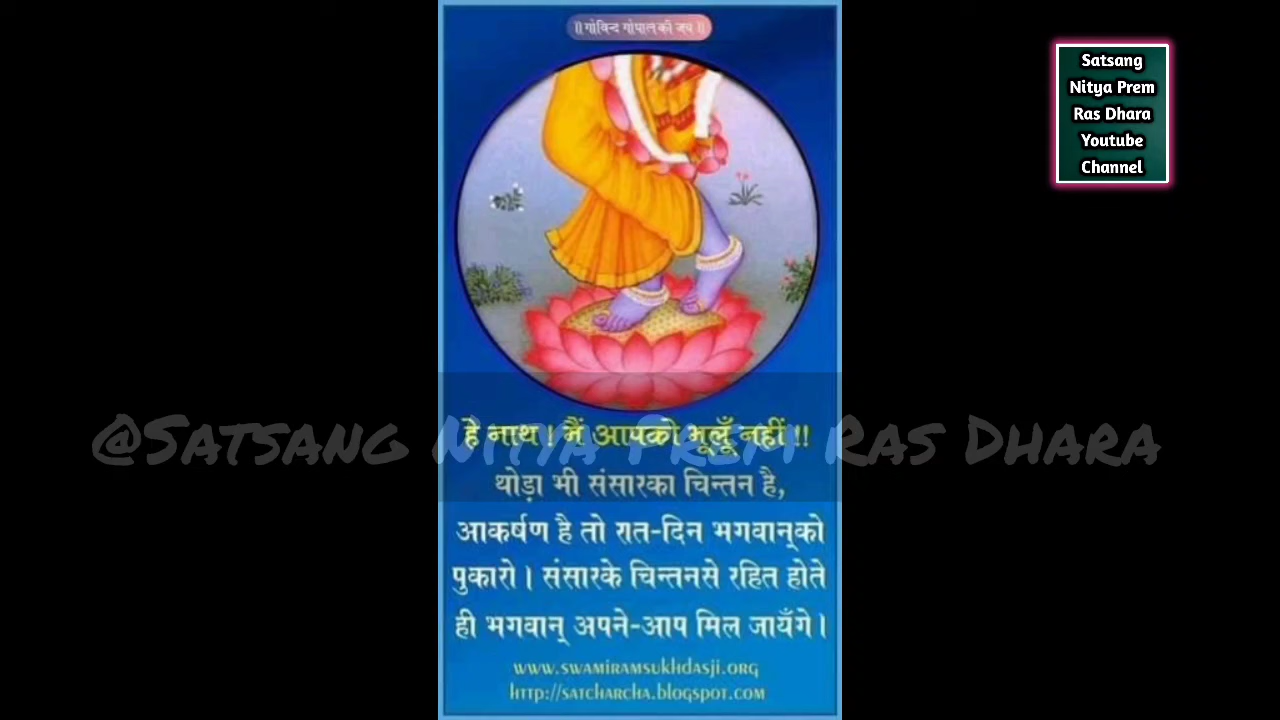 ॥ गोविन्द गोपाल की जय ॥
Satsang
Nitya Prem
Ras Dhara
Youtube
Channel
हे नाथ ! मैं आपको भूलूँ नहीं !!
@Satsang Nitya Prem Ras Dhara
थोड़ा भी संसारका चिन्तन है,
आकर्षण है तो रात-दिन भगवान्‌को
पुकारो । संसारके चिन्तनसे रहित होते
ही भगवान् अपने-आप मिल जायँगे ।
www.swamiramsukhdasji.org
http://satcharcha.blogspot.com